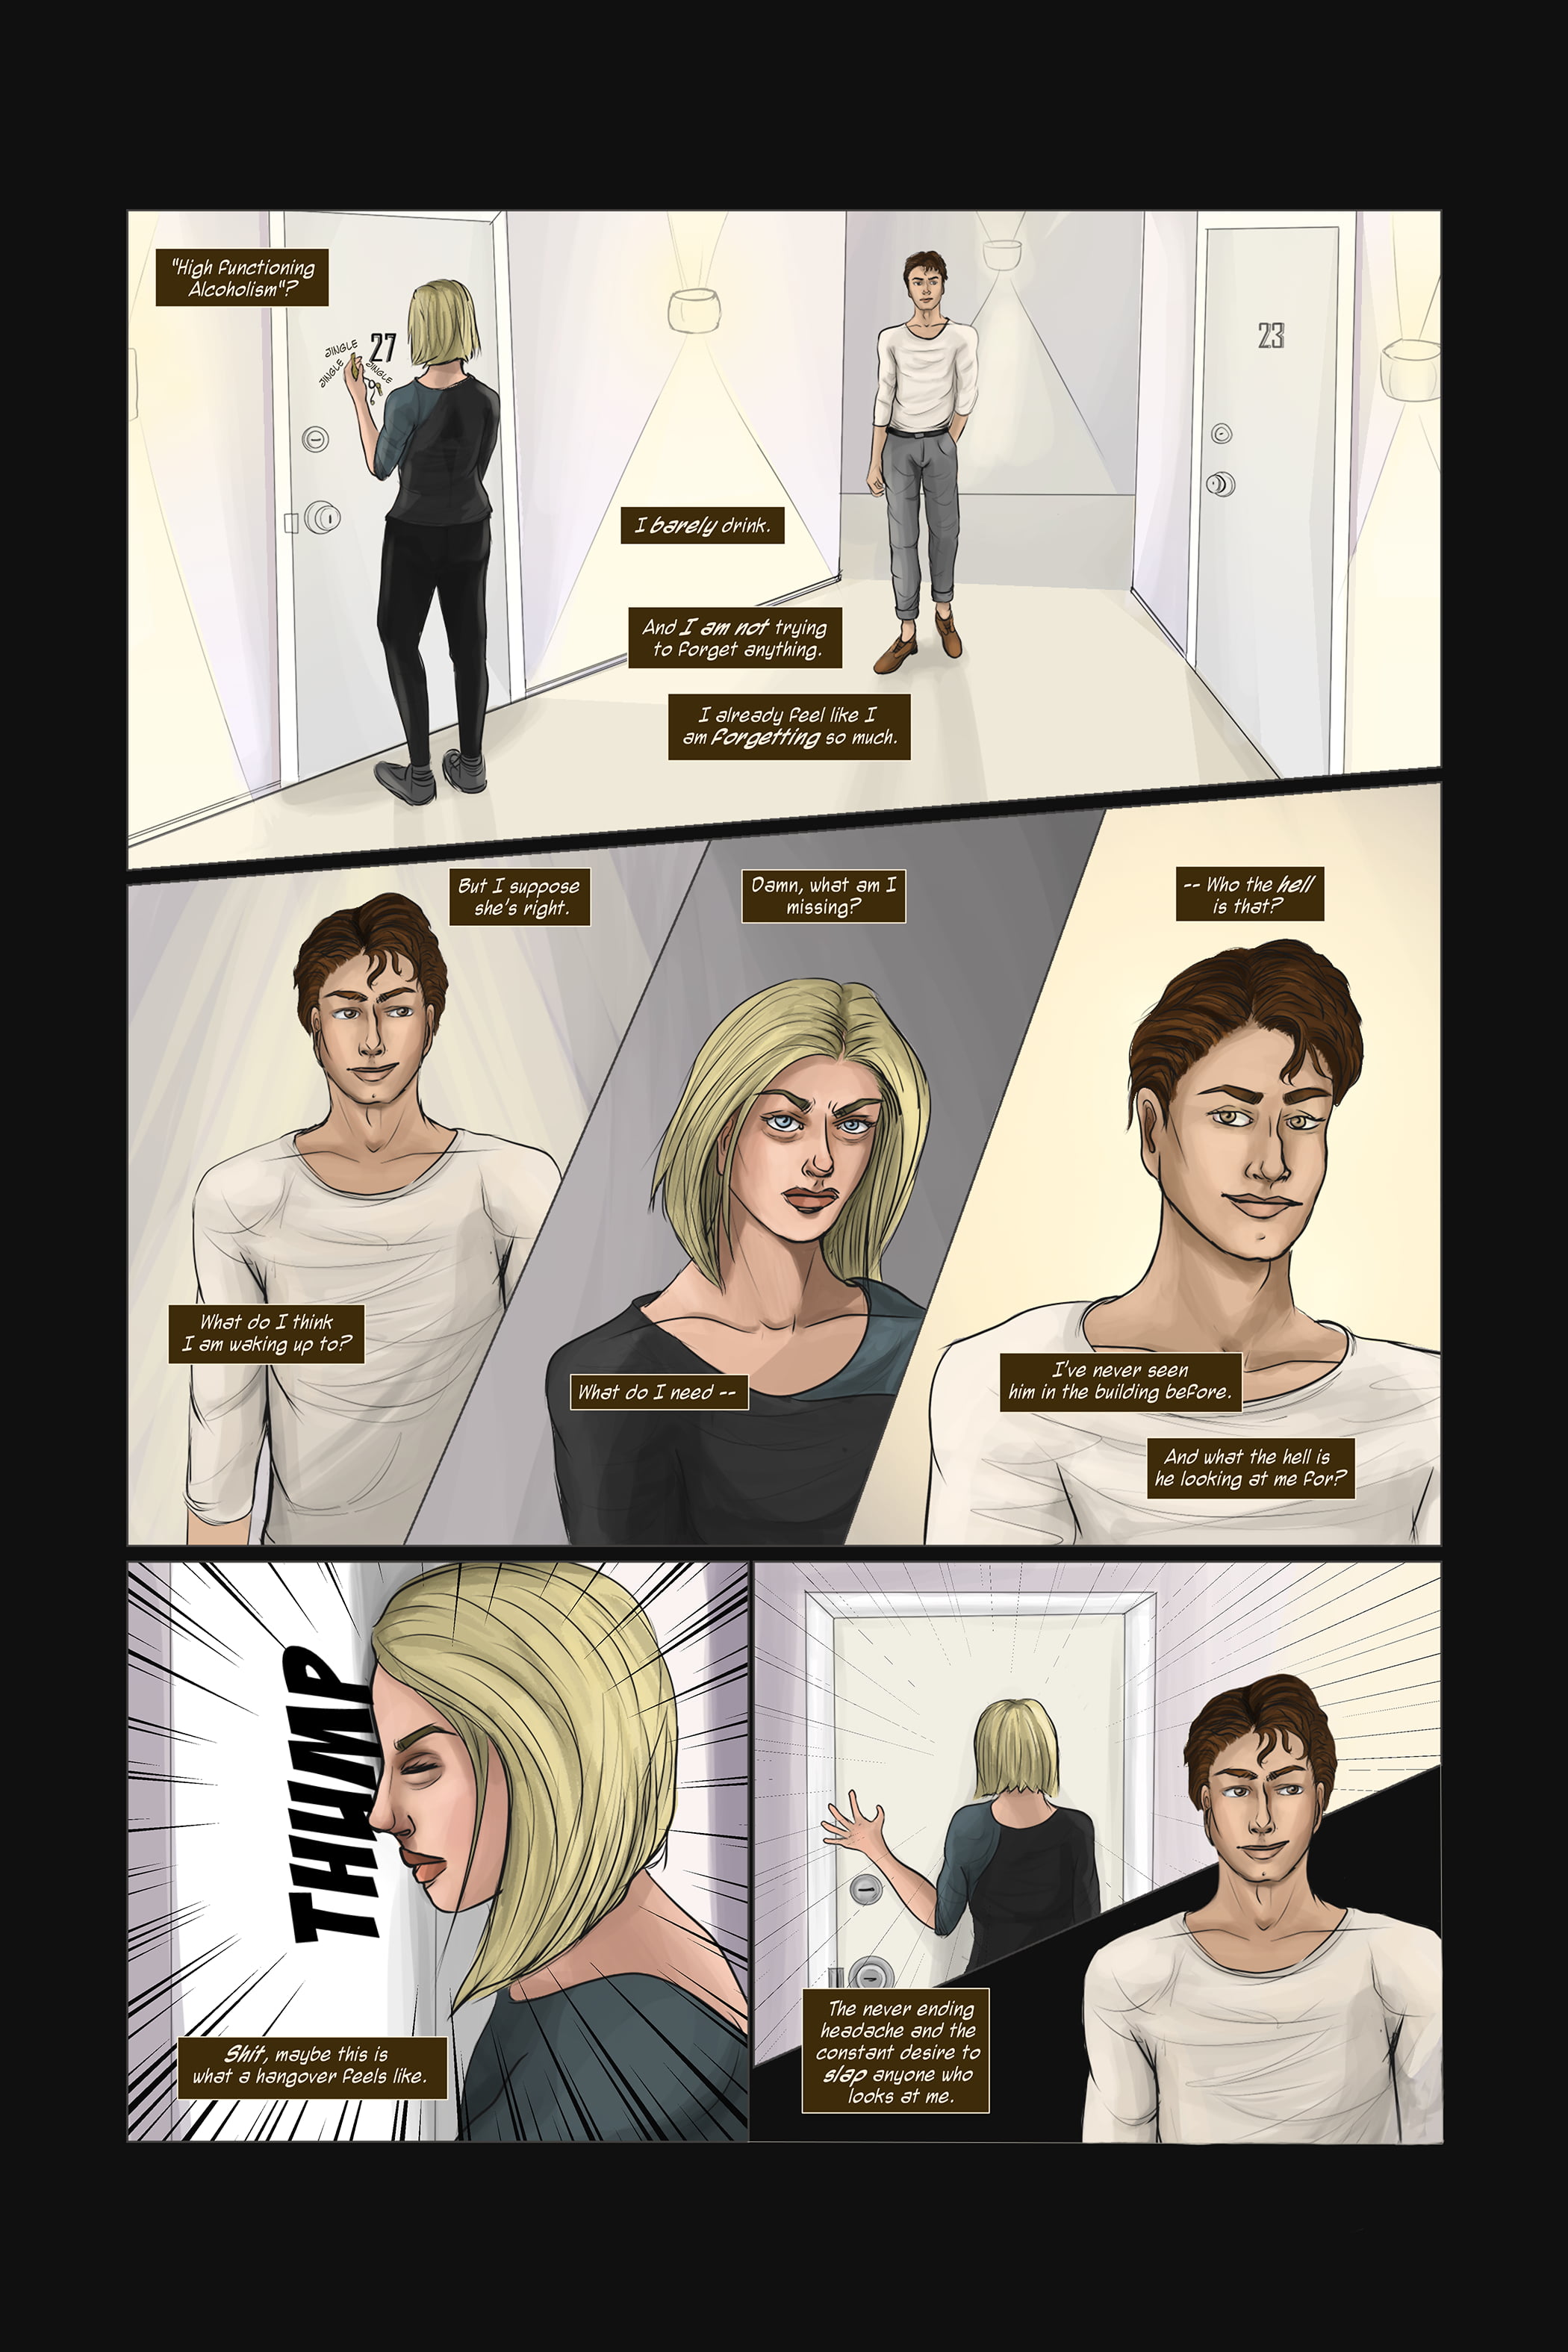 "High Functioning
Alcoholism"?
JINGLE
JINGLE
JINGLE
27
23
I barely drink.
And I am not trying
to forget anything.
I already feel like I
am forgetting so much.
But I suppose
she's right.
What do I think
I am waking up to?
Damn, what am I
missing?
What do I need --
-- Who the hell
is that?
I've never seen
him in the building before.
And what the hell is
he looking at me for?
THUMP
Shit, maybe this is
what a hangover feels like.
The never ending
headache and the
constant desire to
slap anyone who
looks at me.